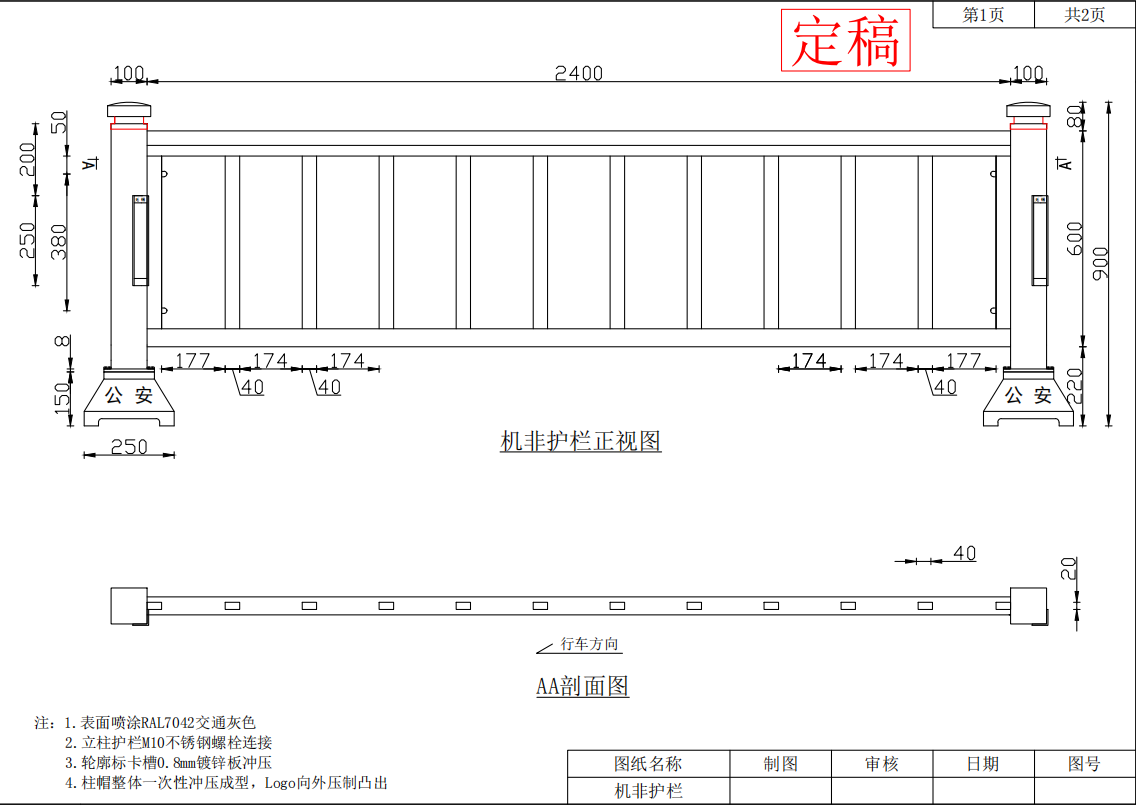 第1页 共2页
定稿
100 2400 100
50
80
200
A A
250
380
600
900
8
177 174 174 174 174 177
40 40 40
150
220
公 安 公 安
250
机非护栏正视图
40
20
行车方向
AA剖面图
注: 1.表面喷涂RAL7042交通灰色
2.立柱护栏M10不锈钢螺栓连接
3.轮廓标卡槽0.8mm镀锌板冲压
4.柱帽整体一次性冲压成型, Logo向外压制凸出
图纸名称 制图 审核 日期 图号
机非护栏